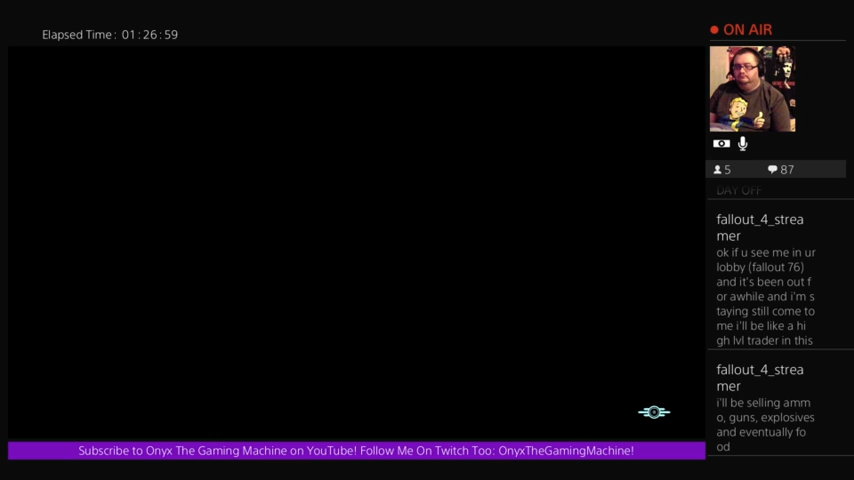 Elapsed Time: 01:26:59
ON AIR
5
87
DAY OFF
fallout_4_strea
mer
ok if u see me in ur
lobby (fallout 76)
and it's been out f
or awhile and i'm s
taying still come to
me i'll be like a hi
gh lvl trader in this
fallout_4_strea
mer
i'll be selling amm
o, guns, explosives
and eventually fo
od
Subscribe to Onyx The Gaming Machine on YouTube! Follow Me On Twitch Too: OnyxTheGamingMachine!